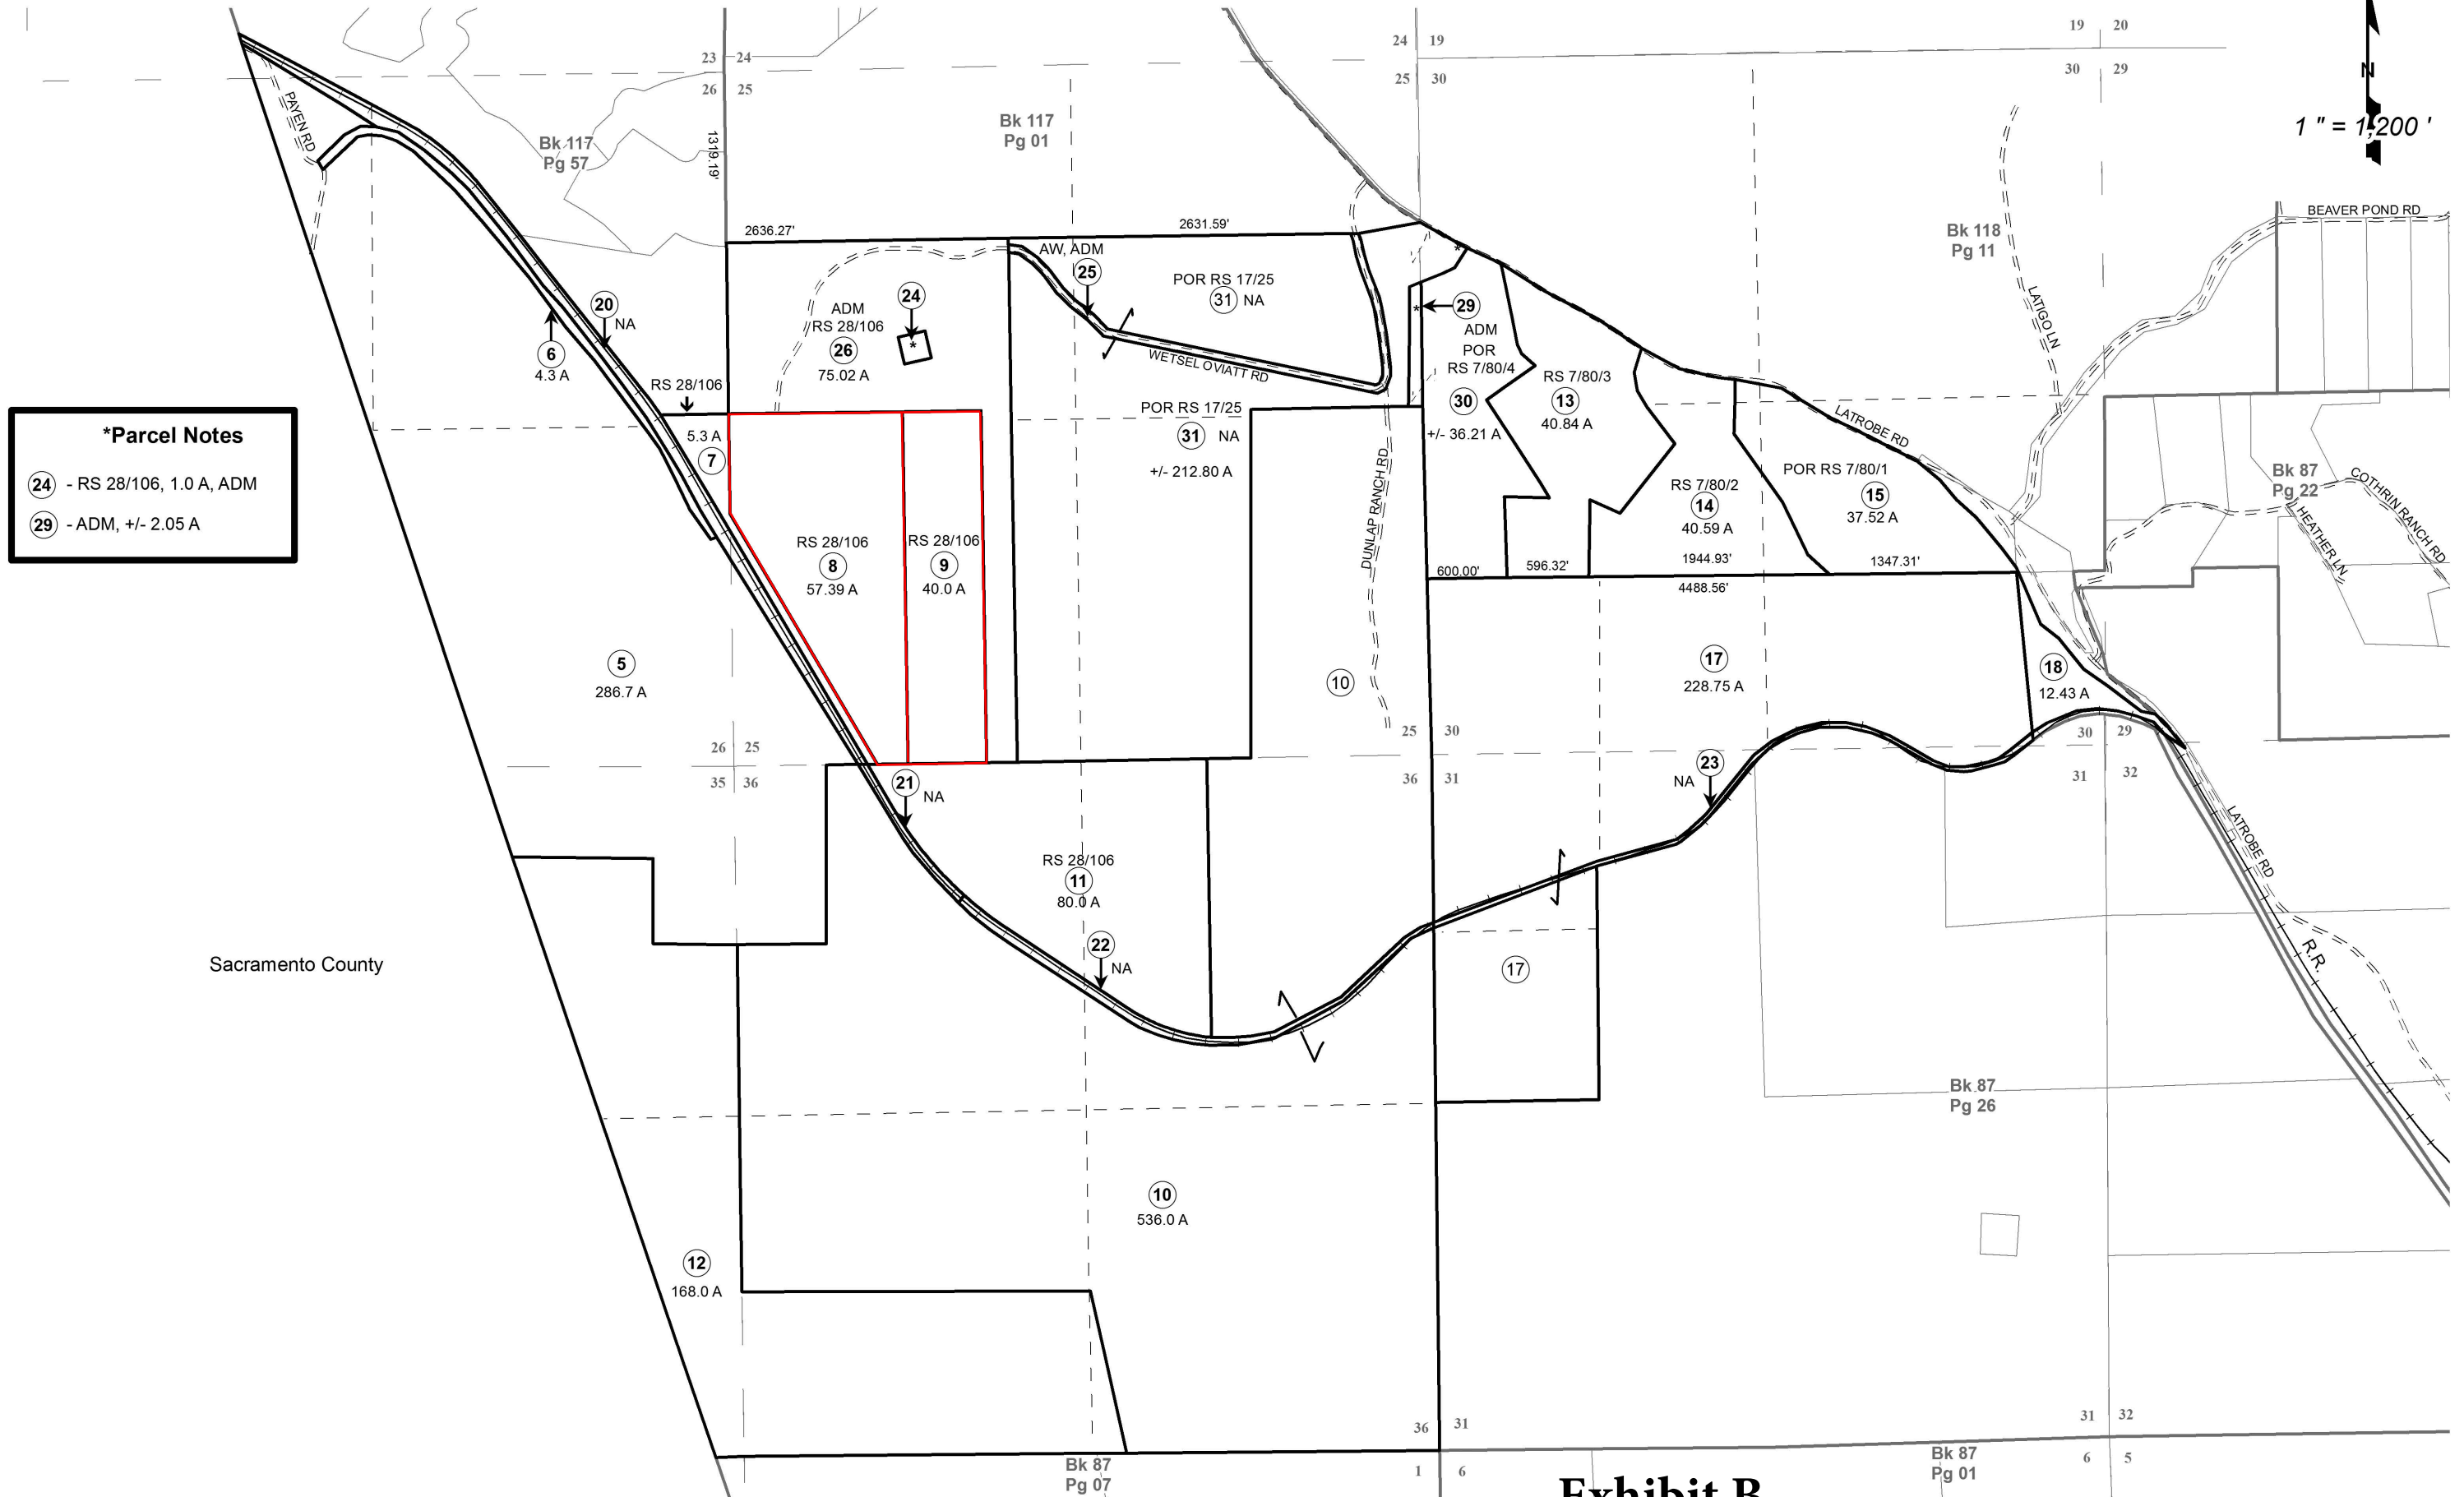 19 20
24 19
23 24
N
30 29
25 30
26 25
PAYEN RD
Bk 117
Pg 01
1 " = 1,200 '
Bk 117
Pg 57
1319.19'
BEAVER POND RD
2636.27'
2631.59'
Bk 118
Pg 11
AW, ADM
25
POR RS 17/25
31 NA
24
20
NA
29
ADM
RS 28/106
26
75.02 A
*
*
*
ADM
POR
RS 7/80/4
30
+/- 36.21 A
LATIGO LN
6
4.3 A
WETSEL OVIATT RD
RS 28/106
RS 7/80/3
13
40.84 A
POR RS 17/25
31 NA
+/- 212.80 A
LATROBE RD
5.3 A
7
*Parcel Notes
24 - RS 28/106, 1.0 A, ADM
29 - ADM, +/- 2.05 A
DUNLAP RANCH RD
POR RS 7/80/1
15
37.52 A
RS 7/80/2
14
40.59 A
Bk 87
Pg 22
COTHRIN RANCH RD
HEATHER LN
RS 28/106
8
57.39 A
RS 28/106
9
40.0 A
600.00'
596.32'
1944.93'
1347.31'
4488.56'
5
286.7 A
10
17
228.75 A
18
12.43 A
26 25
35 36
25 30
36 31
30 29
31 32
21
NA
23
NA
LATROBE RD
RS 28/106
11
80.0 A
22
NA
Sacramento County
17
R.R.
Bk 87
Pg 26
10
536.0 A
12
168.0 A
36 31
31 32
1 6
6 5
Bk 87
Pg 07
Bk 87
Pg 01
Exhibit B